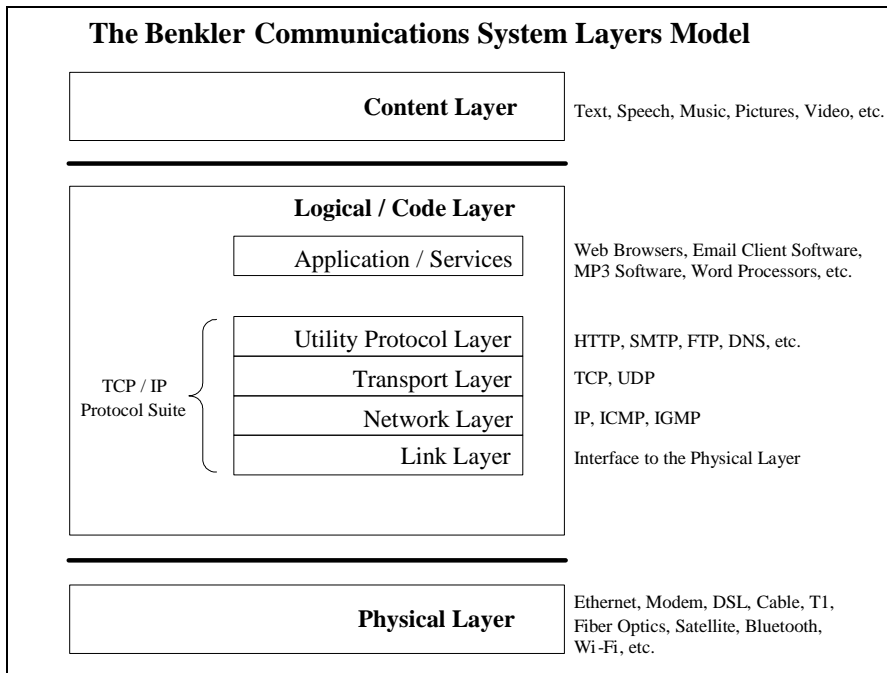 The Benkler Communications System Layers Model
Content Layer
Text, Speech, Music, Pictures, Video, etc.
Logical / Code Layer
Application / Services
Web Browsers, Email Client Software,
MP3 Software, Word Processors, etc.
TCP / IP
Protocol Suite
Utility Protocol Layer
HTTP, SMTP, FTP, DNS, etc.
Transport Layer
TCP, UDP
Network Layer
IP, ICMP, IGMP
Link Layer
Interface to the Physical Layer
Physical Layer
Ethernet, Modem, DSL, Cable, T1,
Fiber Optics, Satellite, Bluetooth,
Wi-Fi, etc.